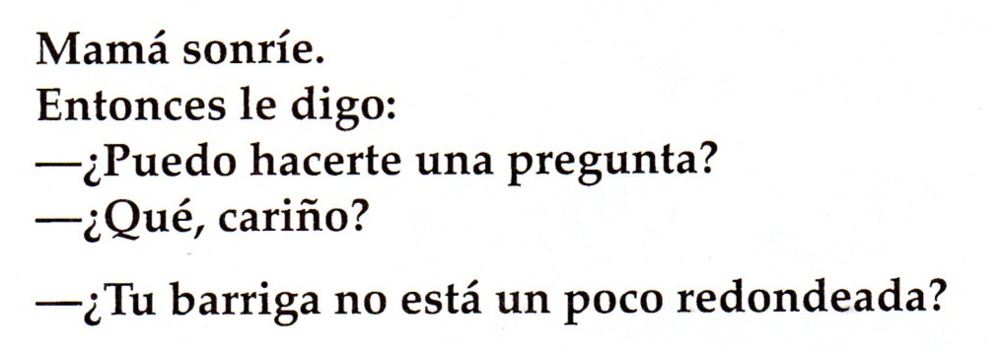 Mamá sonríe.
Entonces le digo:
—¿Puedo hacerte una pregunta?
—¿Qué, cariño?
—¿Tu barriga no está un poco redondeada?